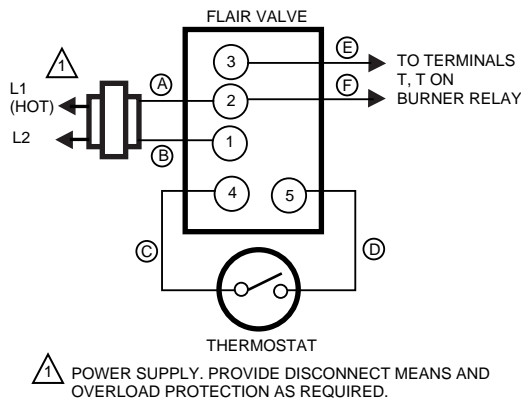 FLAIR VALVE
1
L1
(HOT)
L2
A
B
3
2
1
4
5
E
F
TO TERMINALS
T, T ON
BURNER RELAY
C
D
THERMOSTAT
1 POWER SUPPLY. PROVIDE DISCONNECT MEANS AND
OVERLOAD PROTECTION AS REQUIRED.